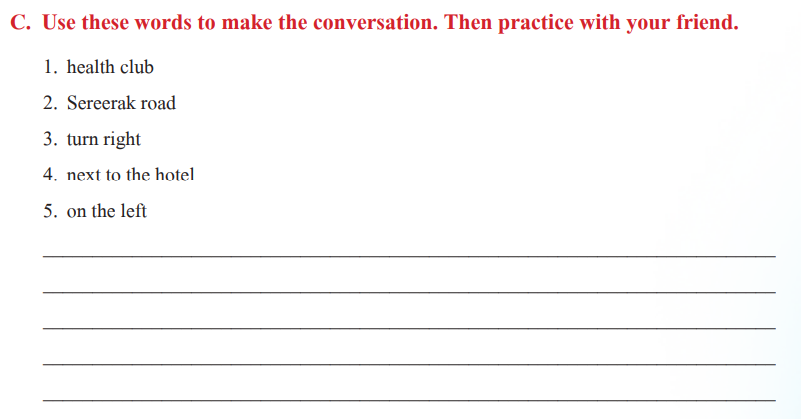 C. Use these words to make the conversation. Then practice with your friend.
1. health club
2. Sereerak road
3. turn right
4. next to the hotel
5. on the left